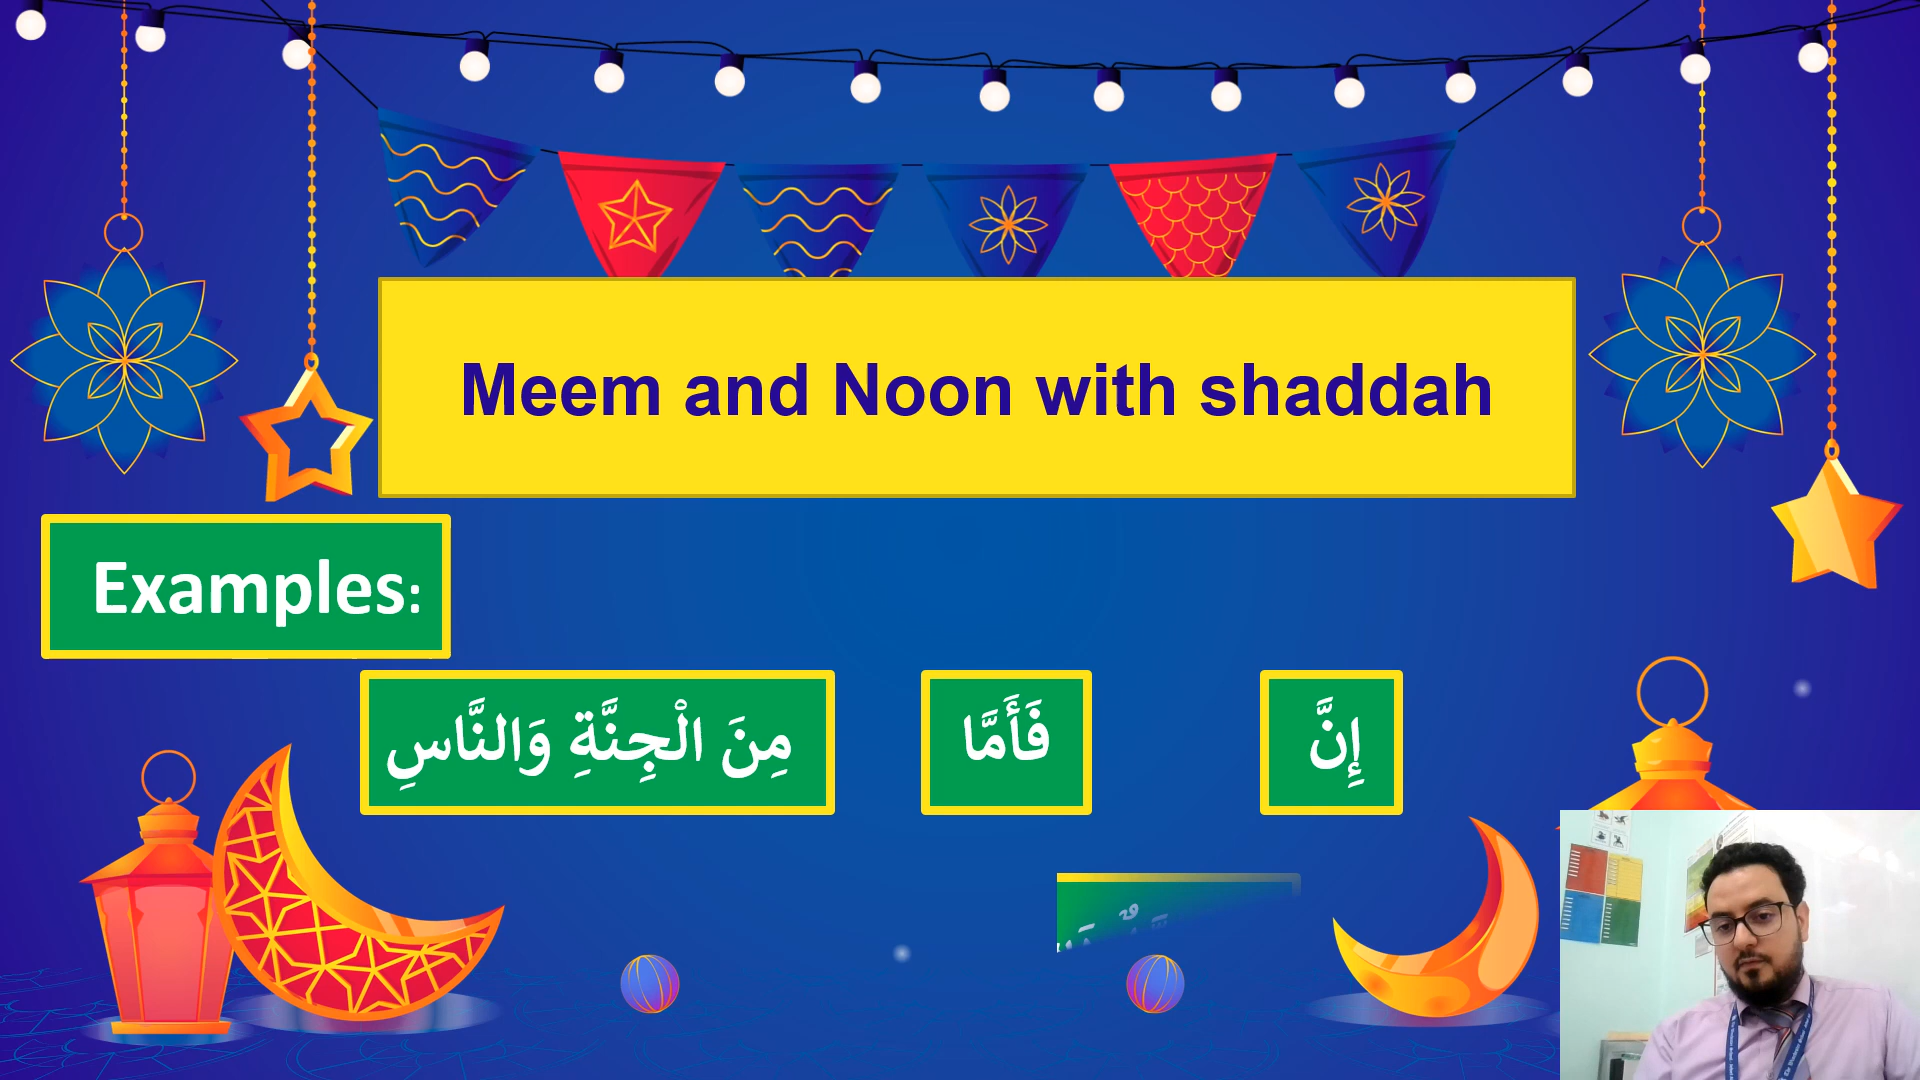 Meem and Noon with shaddah
Examples:
إِنَّ
فَأَمَّا
مِنَ الْجِنَّةِ وَالنَّاسِ